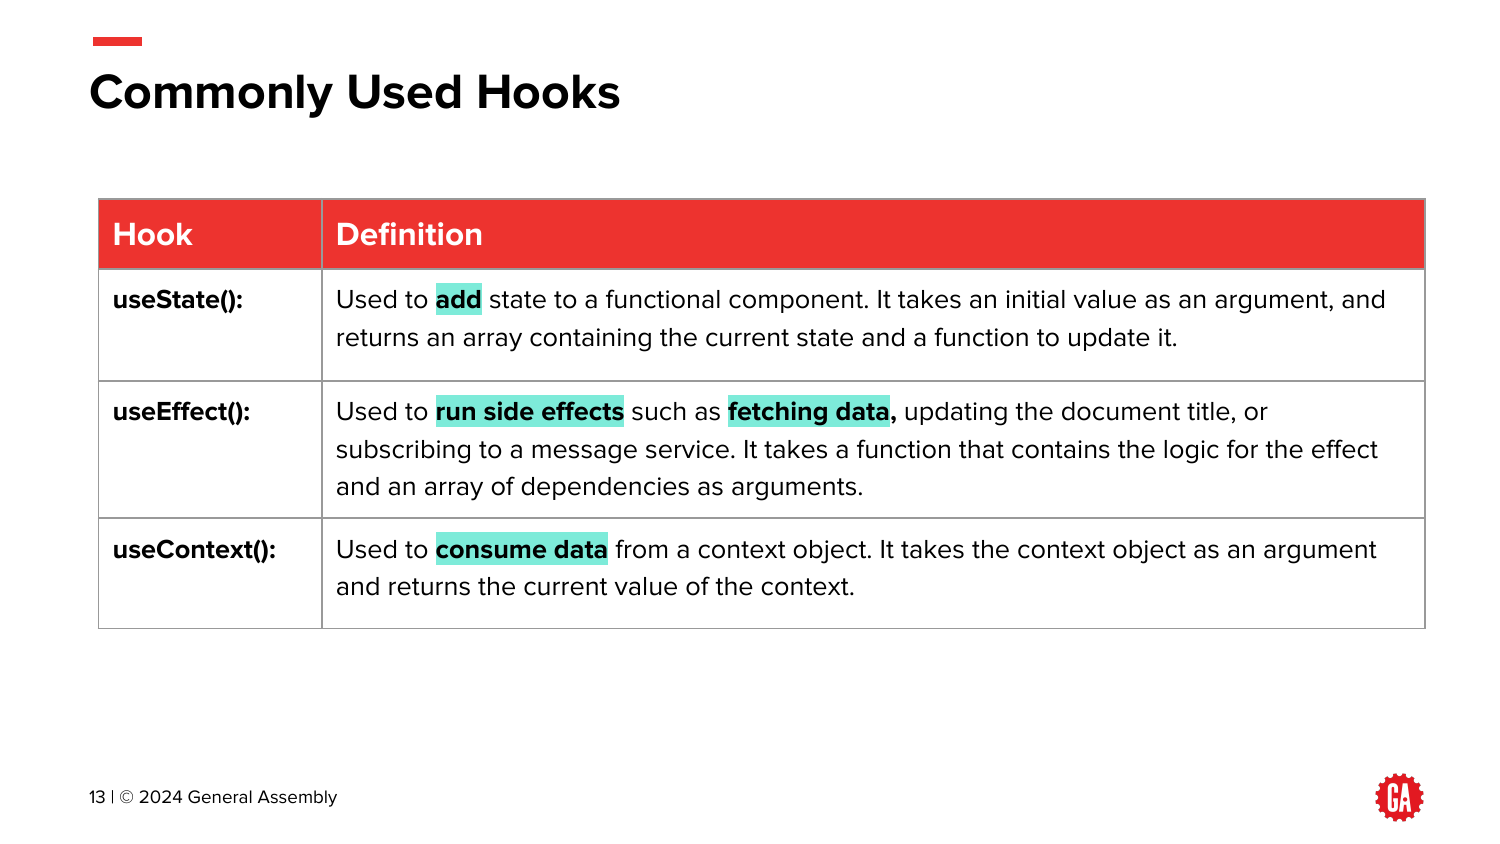 Commonly Used Hooks
Hook
Definition
useState():
Used to add state to a functional component. It takes an initial value as an argument, and
returns an array containing the current state and a function to update it.
useEffect():
Used to run side effects such as fetching data, updating the document title, or
subscribing to a message service. It takes a function that contains the logic for the effect
and an array of dependencies as arguments.
useContext():
Used to consume data from a context object. It takes the context object as an argument
and returns the current value of the context.
13 | © 2024 General Assembly
GA